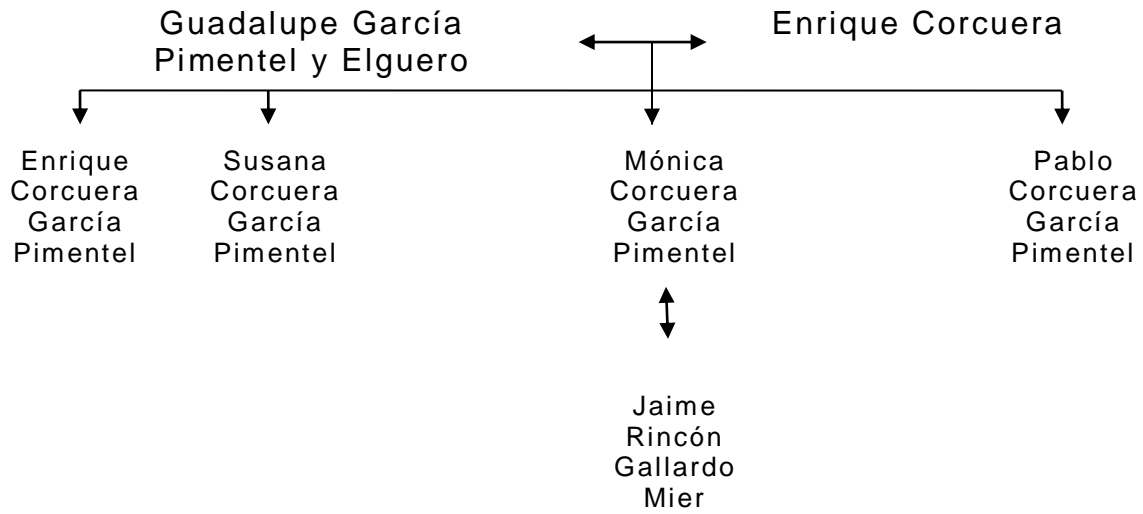 Guadalupe García
Pimentel y Elguero
Enrique Corcuera
Enrique
Corcuera
García
Pimentel
Susana
Corcuera
García
Pimentel
Mónica
Corcuera
García
Pimentel
Pablo
Corcuera
García
Pimentel
Jaime
Rincón
Gallardo
Mier